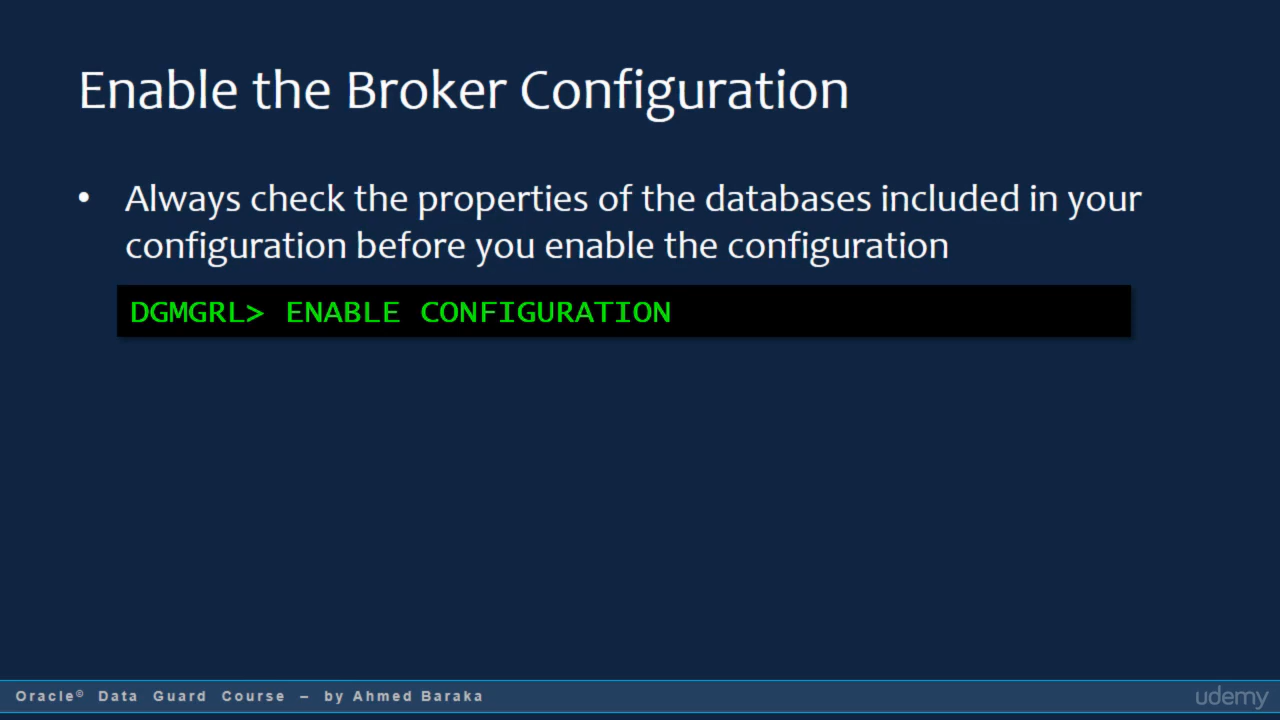 Enable the Broker Configuration
• Always check the properties of the databases included in your
configuration before you enable the configuration
DGMGRL> ENABLE CONFIGURATION
Oracle© Data Guard Course – by Ahmed Baraka
udemy